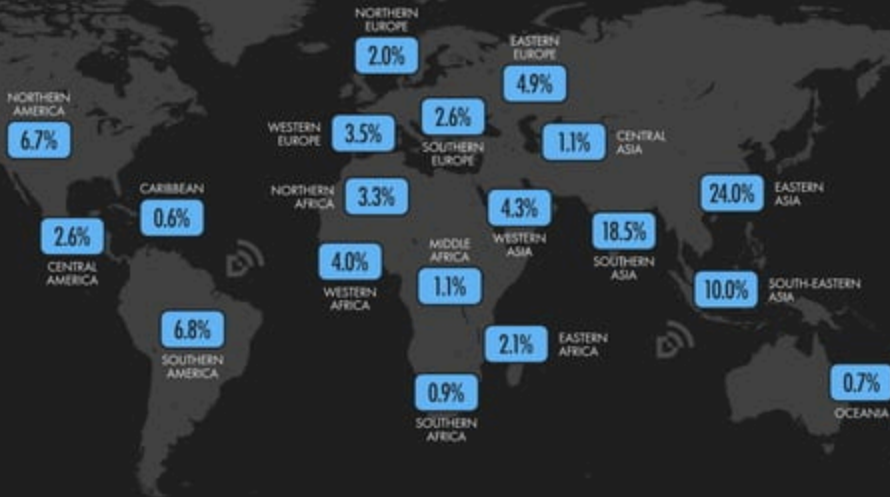 NORTHERN
EUROPE
2.0%
EASTERN
EUROPE
4.9%
NORTHERN
AMERICA
6.7%
WESTERN
EUROPE
3.5%
2.6%
SOUTHERN
EUROPE
1.1%
CENTRAL
ASIA
CARIBBEAN
0.6%
NORTHERN
AFRICA
3.3%
4.3%
WESTERN
ASIA
24.0%
EASTERN
ASIA
2.6%
CENTRAL
AMERICA
18.5%
SOUTHERN
ASIA
4.0%
WESTERN
AFRICA
MIDDLE
AFRICA
1.1%
10.0%
SOUTH-EASTERN
ASIA
6.8%
SOUTHERN
AMERICA
2.1%
EASTERN
AFRICA
0.9%
SOUTHERN
AFRICA
0.7%
OCEANIA